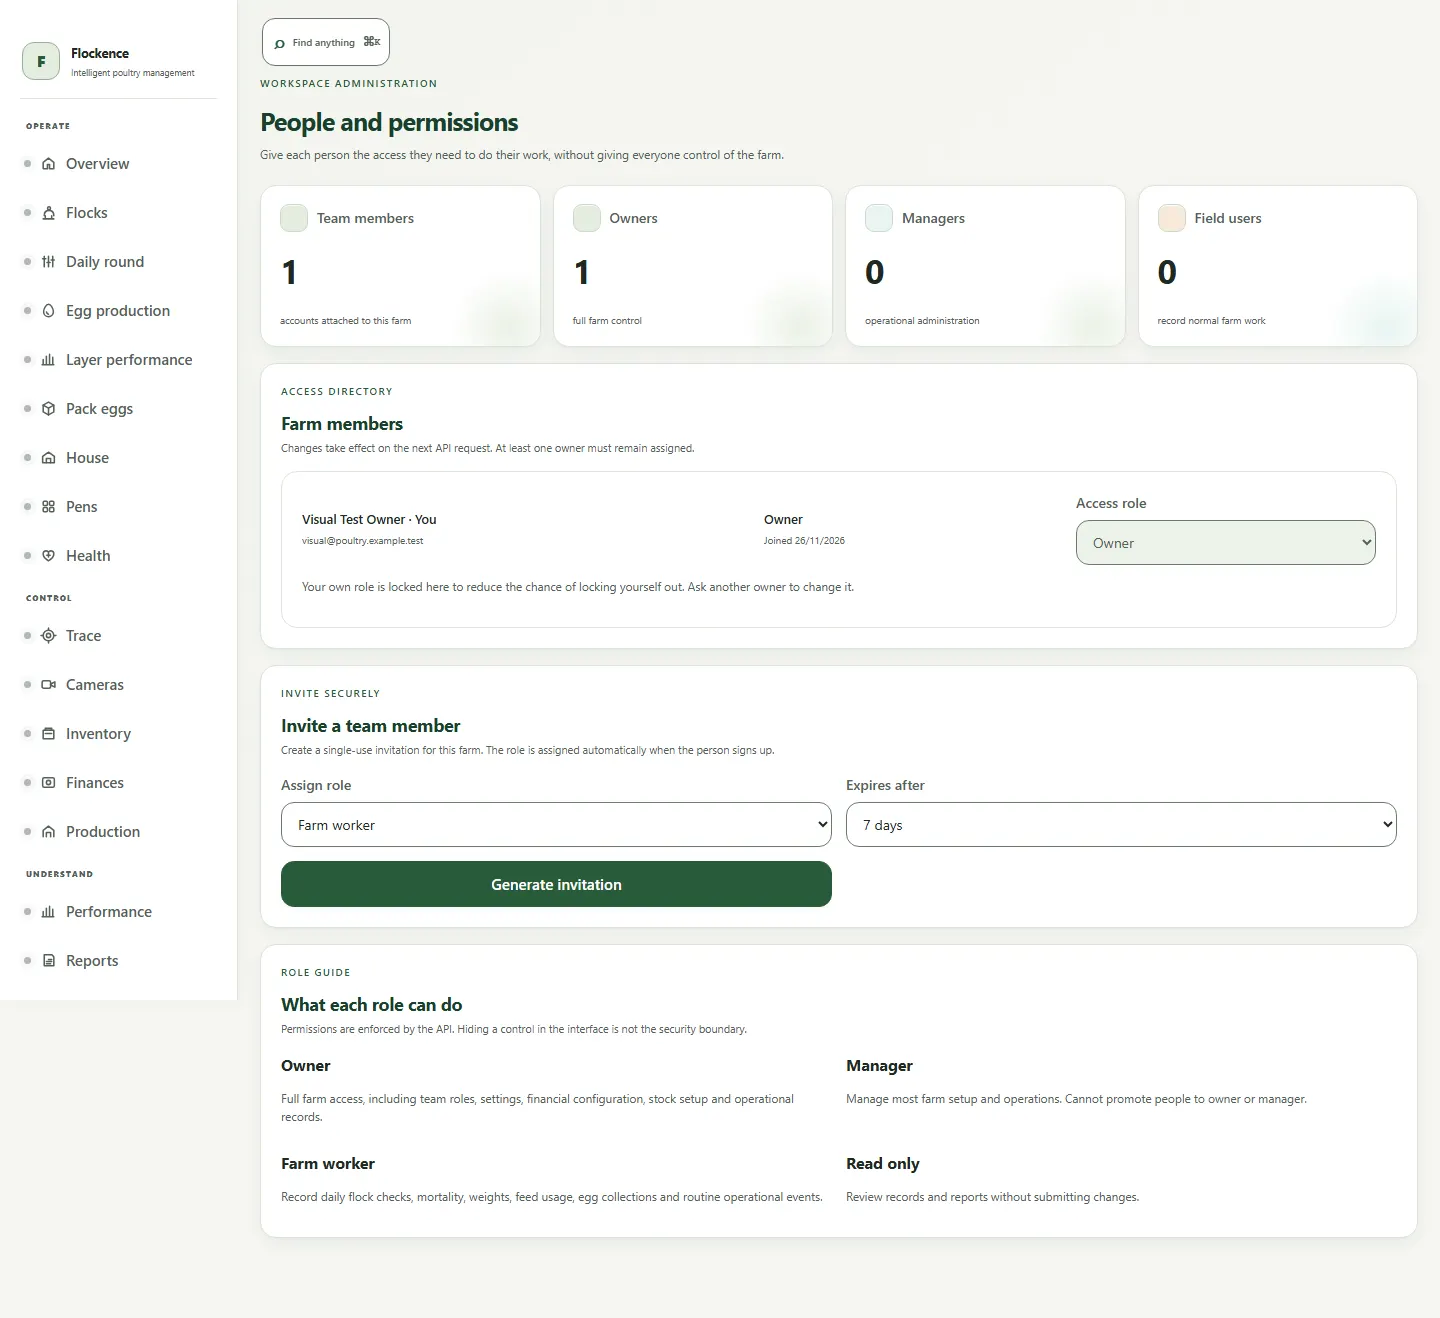 F
Flockence
Intelligent poultry management
OPERATE
Overview
Flocks
Daily round
Egg production
Layer performance
Pack eggs
House
Pens
Health
CONTROL
Trace
Cameras
Inventory
Finances
Production
UNDERSTAND
Performance
Reports
Find anything ⌘K
WORKSPACE ADMINISTRATION
People and permissions
Give each person the access they need to do their work, without giving everyone control of the farm.
Team members
1
accounts attached to this farm
Owners
1
full farm control
Managers
0
operational administration
Field users
0
record normal farm work
ACCESS DIRECTORY
Farm members
Changes take effect on the next API request. At least one owner must remain assigned.
Visual Test Owner · You
visual@poultry.example.test
Owner
Joined 26/11/2026
Access role
Owner
Your own role is locked here to reduce the chance of locking yourself out. Ask another owner to change it.
INVITE SECURELY
Invite a team member
Create a single-use invitation for this farm. The role is assigned automatically when the person signs up.
Assign role
Farm worker
Expires after
7 days
Generate invitation
ROLE GUIDE
What each role can do
Permissions are enforced by the API. Hiding a control in the interface is not the security boundary.
Owner
Full farm access, including team roles, settings, financial configuration, stock setup and operational
records.
Manager
Manage most farm setup and operations. Cannot promote people to owner or manager.
Farm worker
Record daily flock checks, mortality, weights, feed usage, egg collections and routine operational events.
Read only
Review records and reports without submitting changes.